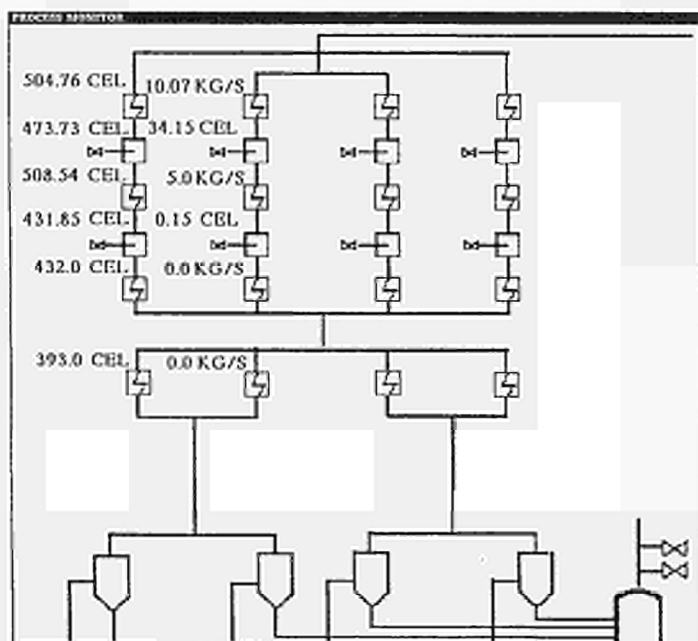 PROCESS MONITOR
504.76 CEL 10.07 KG/S
473.73 CEL 34.15 CEL
508.54 CEL 5.0 KG/S
431.85 CEL 0.15 CEL
432.0 CEL 0.0 KG/S
393.0 CEL 0.0 KG/S